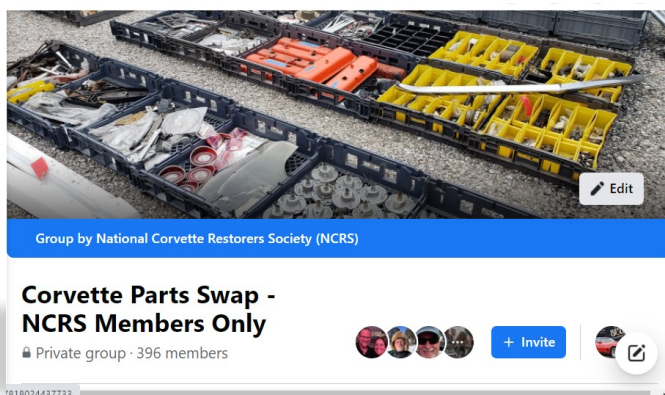 Edit
Group by National Corvette Restorers Society (NCRS)
Corvette Parts Swap -
NCRS Members Only
Private group · 396 members
+ Invite
7818024437733